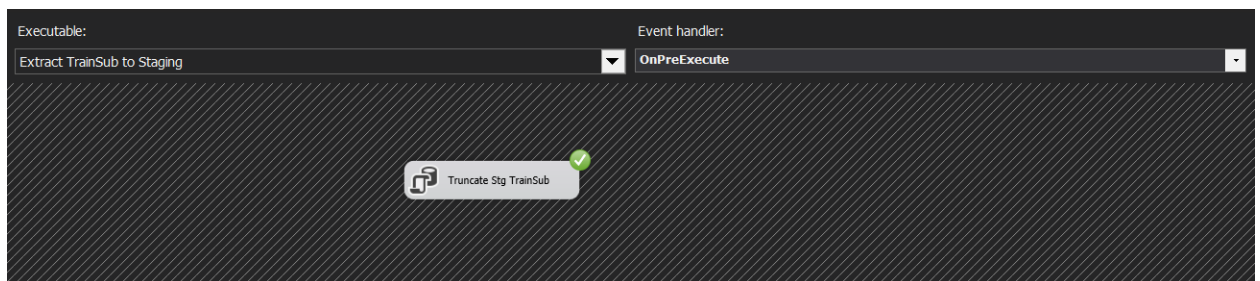 Executable:
Event handler:
Extract TrainSub to Staging
OnPreExecute
Truncate Stg TrainSub